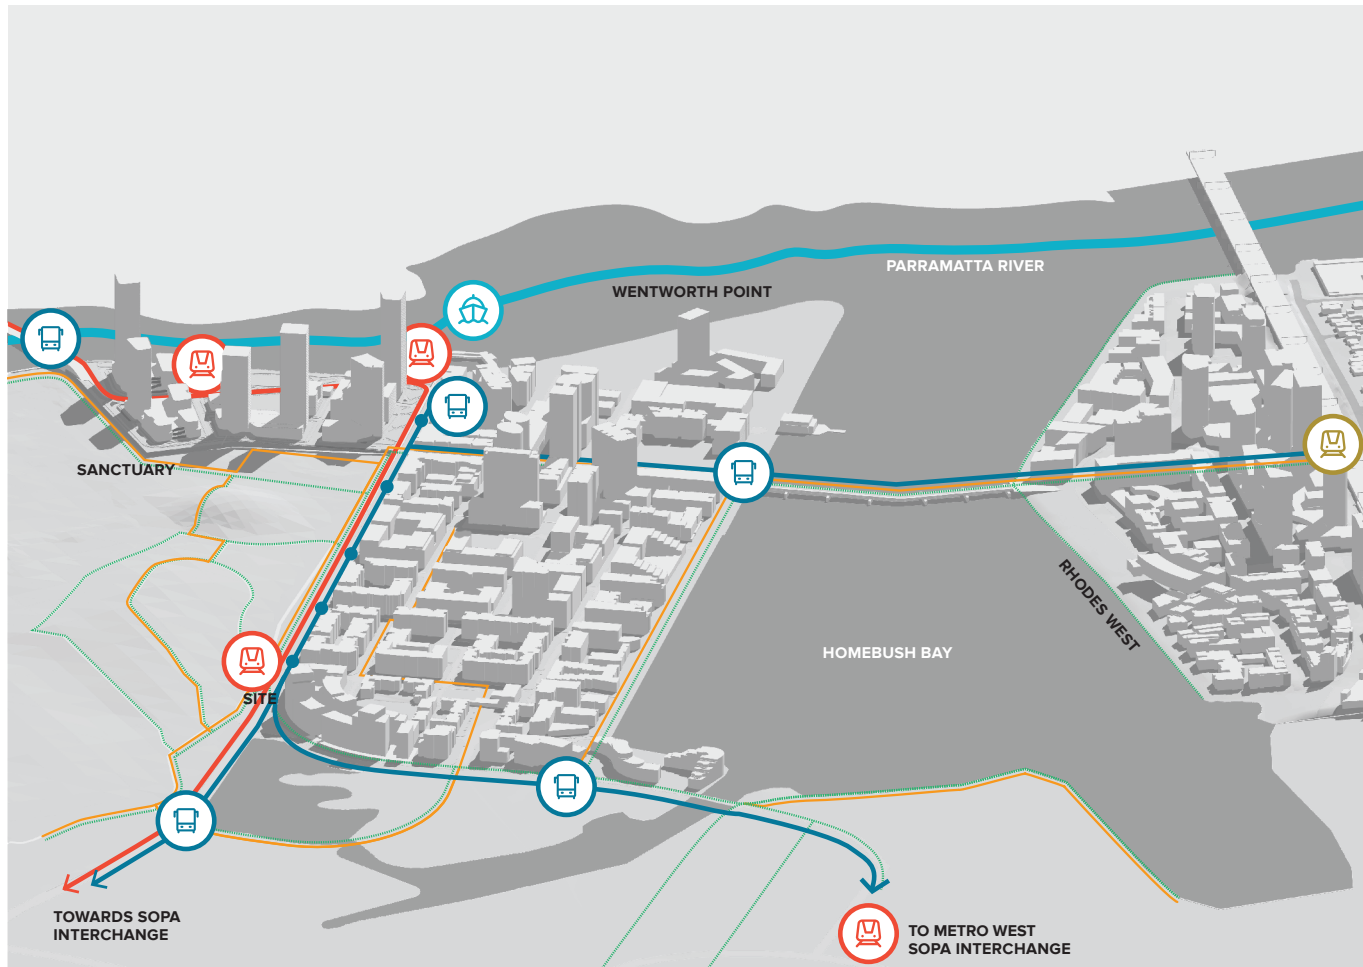 PARRAMATTA RIVER
WENTWORTH POINT
SANCTUARY
RHODES WEST
HOMEBUSH BAY
SITE
TOWARDS SOPA
INTERCHANGE
TO METRO WEST
SOPA INTERCHANGE